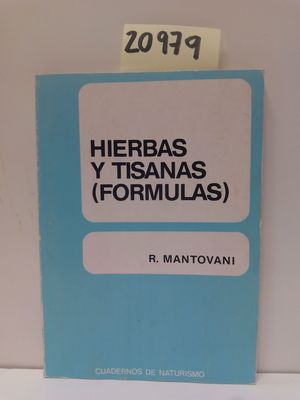 20979
HIERBAS
Y TISANAS
(FORMULAS)
R. MANTOVANI
CUADERNOS DE NATURISMO